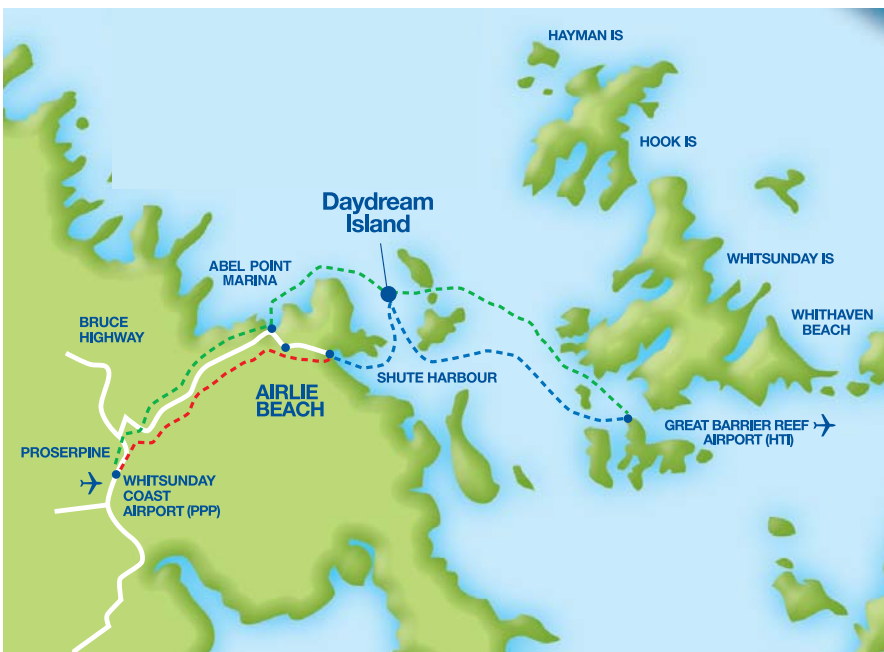 HAYMAN IS
HOOK IS
Daydream
Island
WHITSUNDAY IS
ABEL POINT
MARINA
WHITHAVEN
BEACH
BRUCE
HIGHWAY
SHUTE HARBOUR
AIRLIE
BEACH
GREAT BARRIER REEF
AIRPORT (HTI)
PROSERPINE
WHITSUNDAY
COAST
AIRPORT (PPP)